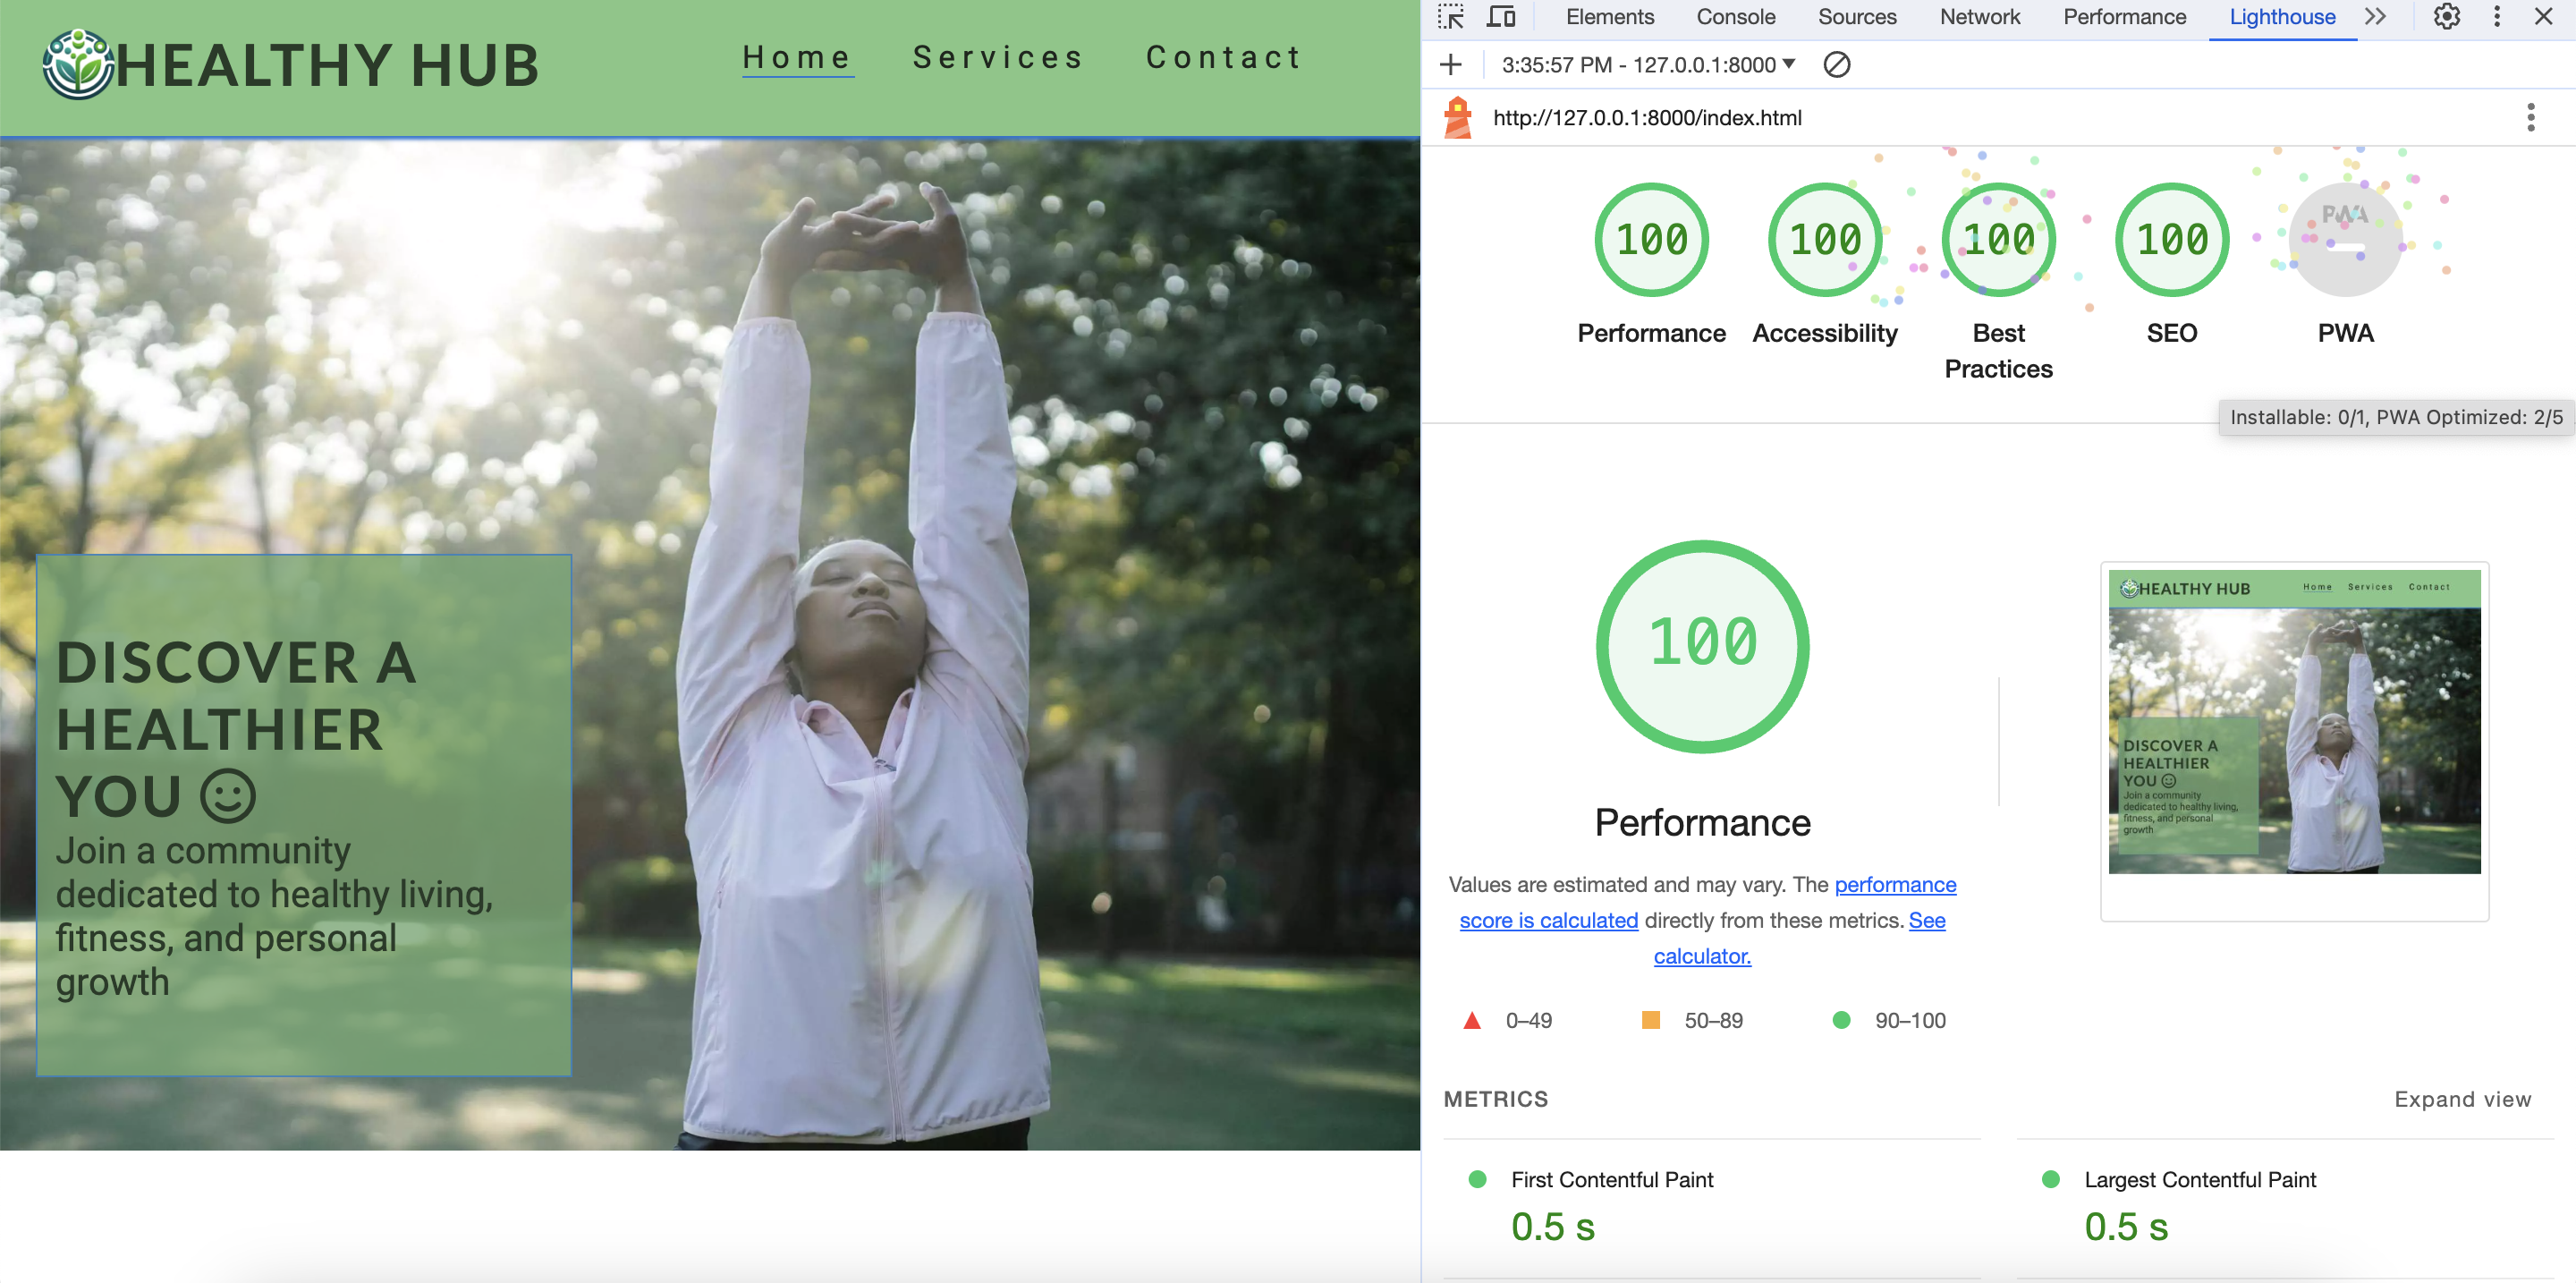 HEALTHY HUB
Home Services Contact
DISCOVER A
HEALTHIER
YOU
Join a community
dedicated to healthy living,
fitness, and personal
growth
Elements Console Sources Network Performance Lighthouse
3:35:57 PM - 127.0.0.1:8000
http://127.0.0.1:8000/index.html
100 100 100 100 PWA
Performance Accessibility Best Practices SEO PWA
Installable: 0/1, PWA Optimized: 2/5
100
Performance
Values are estimated and may vary. The performance
score is calculated directly from these metrics. See
calculator.
0–49 50–89 90–100
HEALTHY HUB
Home Services Contact
DISCOVER A
HEALTHIER
YOU
Join a community
dedicated to healthy living,
fitness, and personal
growth
METRICS Expand view
First Contentful Paint
0.5 s
Largest Contentful Paint
0.5 s